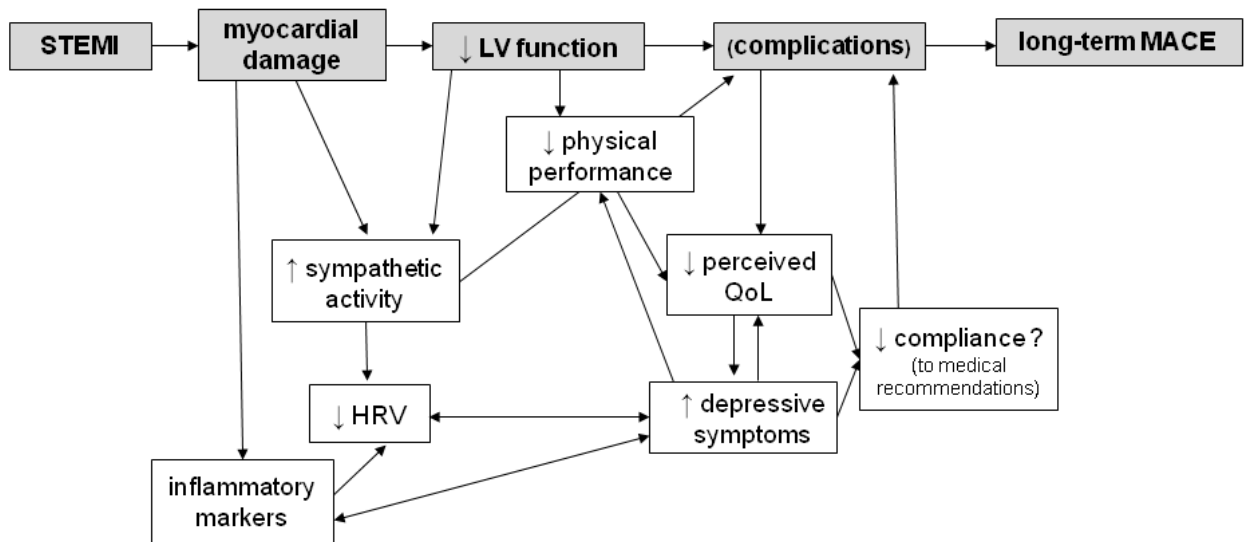 STEMI
myocardial
damage
↓ LV function
(complications)
long-term MACE
↓ physical
performance
↑ sympathetic
activity
↓ perceived
QoL
↓ compliance ?
(to medical
recommendations)
↓ HRV
↑ depressive
symptoms
inflammatory
markers